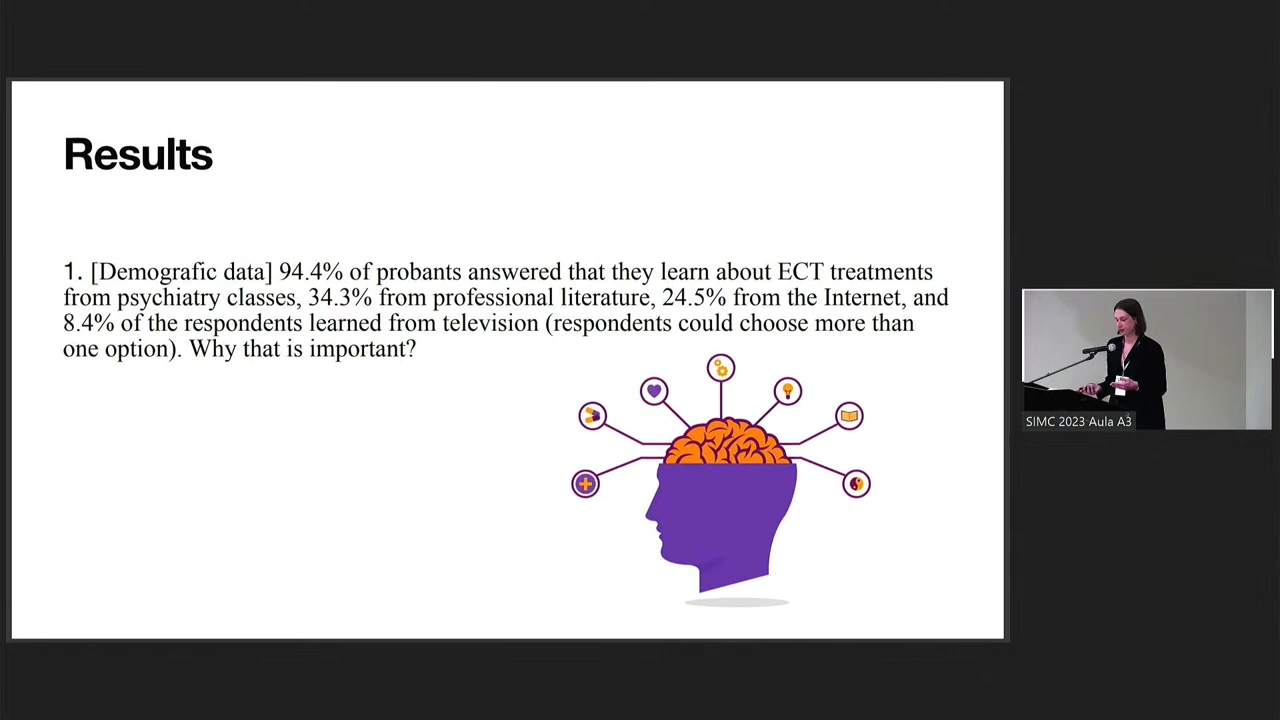 Results
1. [Demografic data] 94.4% of probants answered that they learn about ECT treatments
from psychiatry classes, 34.3% from professional literature, 24.5% from the Internet, and
8.4% of the respondents learned from television (respondents could choose more than
one option). Why that is important?
SIMC 2023 Aula A3